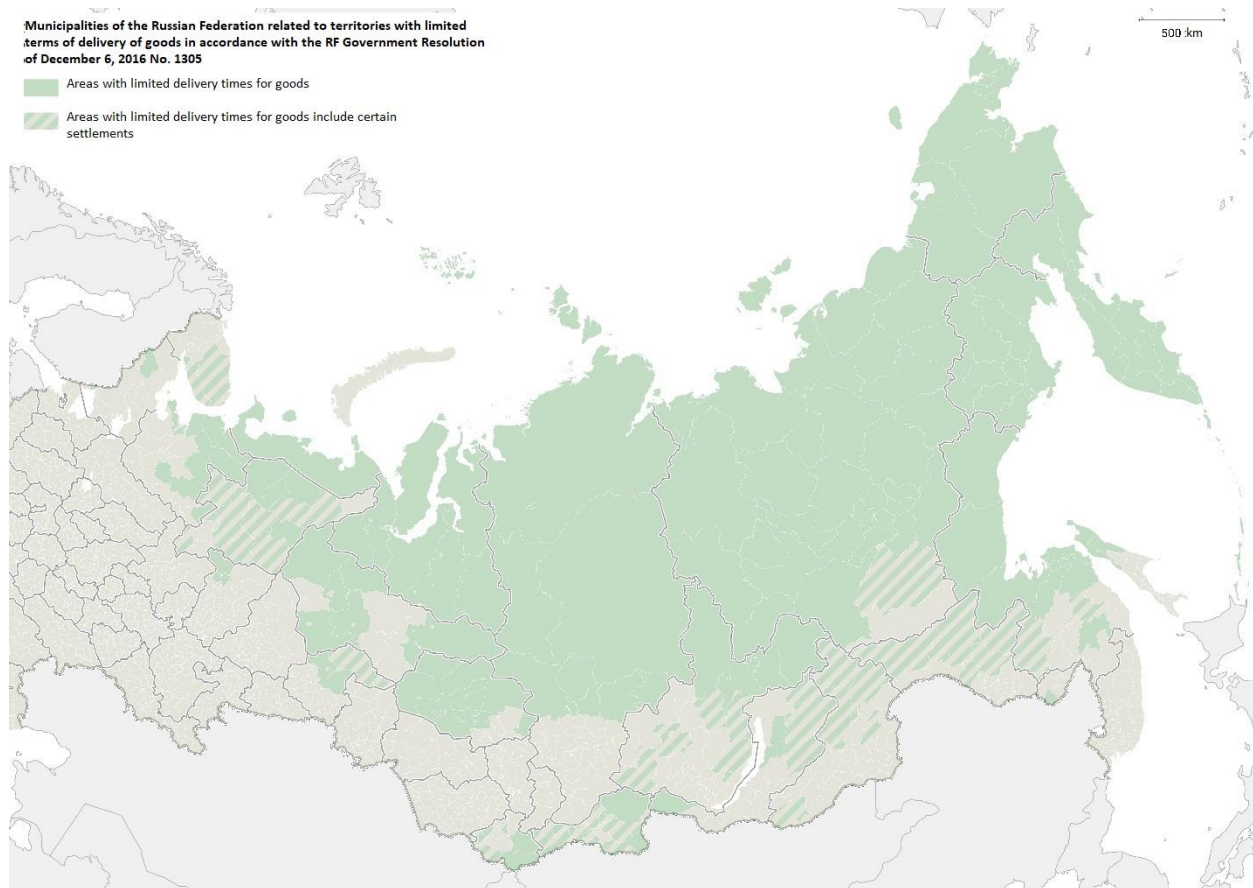 Municipalities of the Russian Federation related to territories with limited
terms of delivery of goods in accordance with the RF Government Resolution
of December 6, 2016 No. 1305
500 km
Areas with limited delivery times for goods
Areas with limited delivery times for goods include certain
settlements